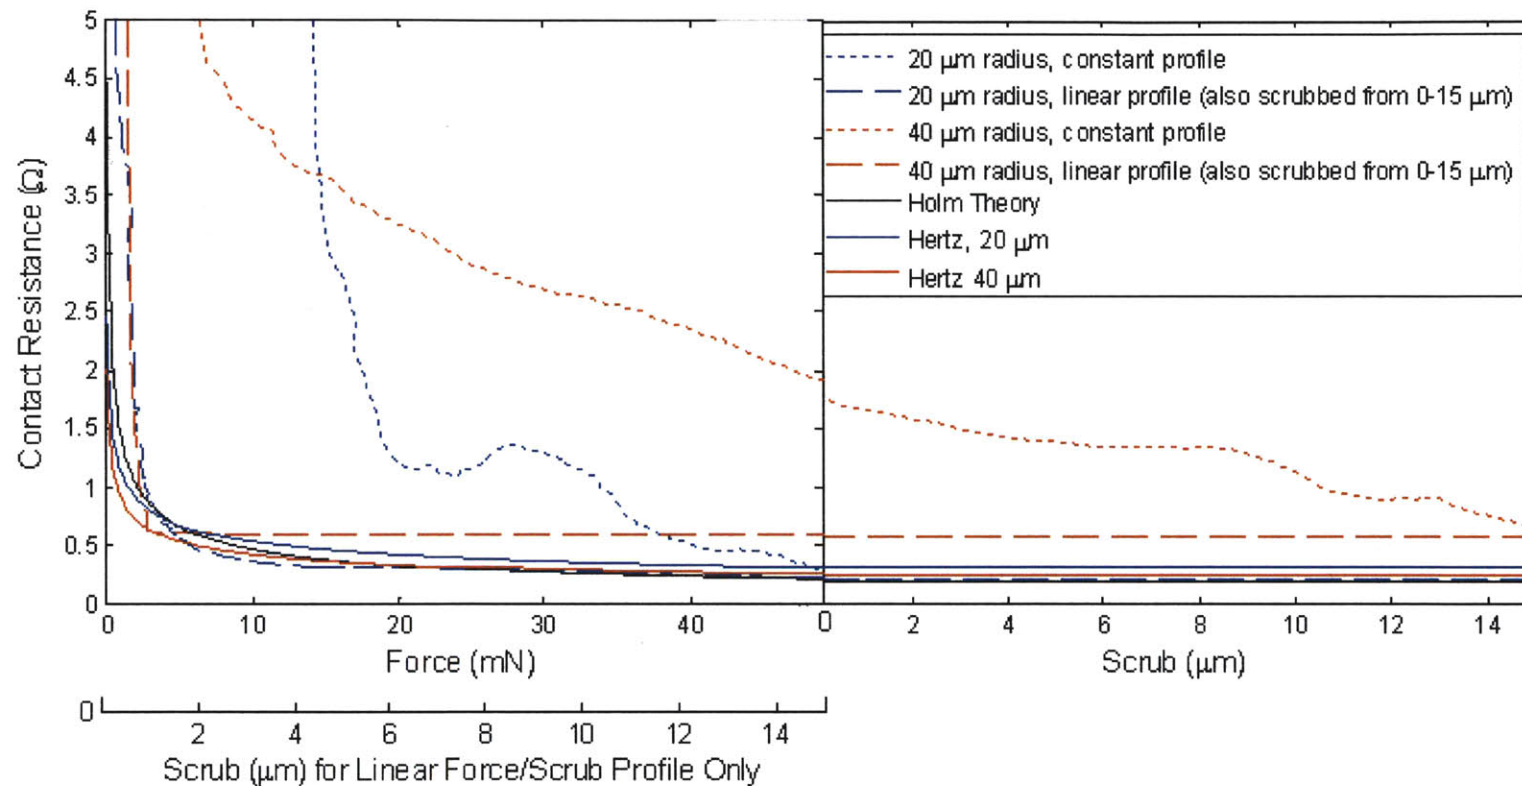 5
4.5
4
3.5
3
2.5
2
1.5
1
0.5
0
Contact Resistance (Ω)
0 10 20 30 40
Force (mN)
20 μm radius, constant profile
20 μm radius, linear profile (also scrubbed from 0-15 μm)
40 μm radius, constant profile
40 μm radius, linear profile (also scrubbed from 0-15 μm)
Holm Theory
Hertz, 20 μm
Hertz 40 μm
0 2 4 6 8 10 12 14
Scrub (μm)
0 2 4 6 8 10 12 14
Scrub (μm) for Linear Force/Scrub Profile Only